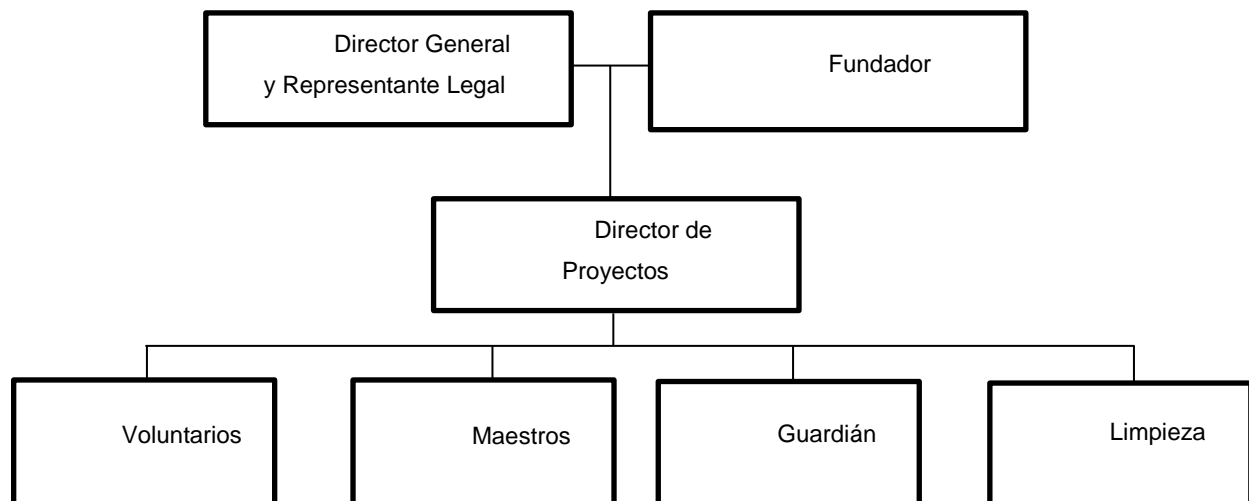 Director General
y Representante Legal
Fundador
Director de
Proyectos
Voluntarios
Maestros
Guardián
Limpieza